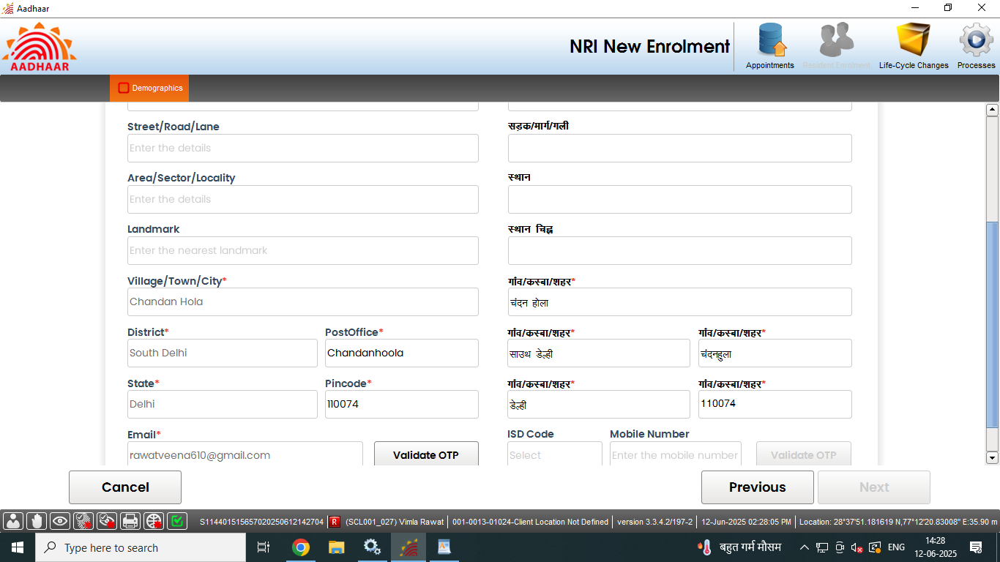 Aadhaar
AADHAAR
NRI New Enrolment
Appointments
Resident Enrolment
Life-Cycle Changes
Processes
Demographics
Street/Road/Lane
सड़क/मार्ग/गली
Enter the details
Area/Sector/Locality
स्थान
Enter the details
Landmark
स्थान चिह्न
Enter the nearest landmark
Village/Town/City*
गांव/कस्बा/शहर*
Chandan Hola
चंदन होला
District*
PostOffice*
गांव/कस्बा/शहर*
गांव/कस्बा/शहर*
South Delhi
Chandanhoola
साउथ डेल्ही
चंदनहुला
State*
Pincode*
गांव/कस्बा/शहर*
गांव/कस्बा/शहर*
Delhi
110074
डेल्ही
110074
Email*
ISD Code
Mobile Number
rawatveena610@gmail.com
Validate OTP
Select
Enter the mobile number
Validate OTP
Cancel
Previous
Next
S114401515657020250612142704
R
(SCL001_027) Vimla Rawat
001-0013-01024-Client Location Not Defined
version 3.3.4.2/197-2
12-Jun-2025 02:28:05 PM
Location: 28°37'51.181619 N,77°12'20.83008" E:35.90 m
Type here to search
बहुत गर्म मौसम
ENG
14:28
12-06-2025